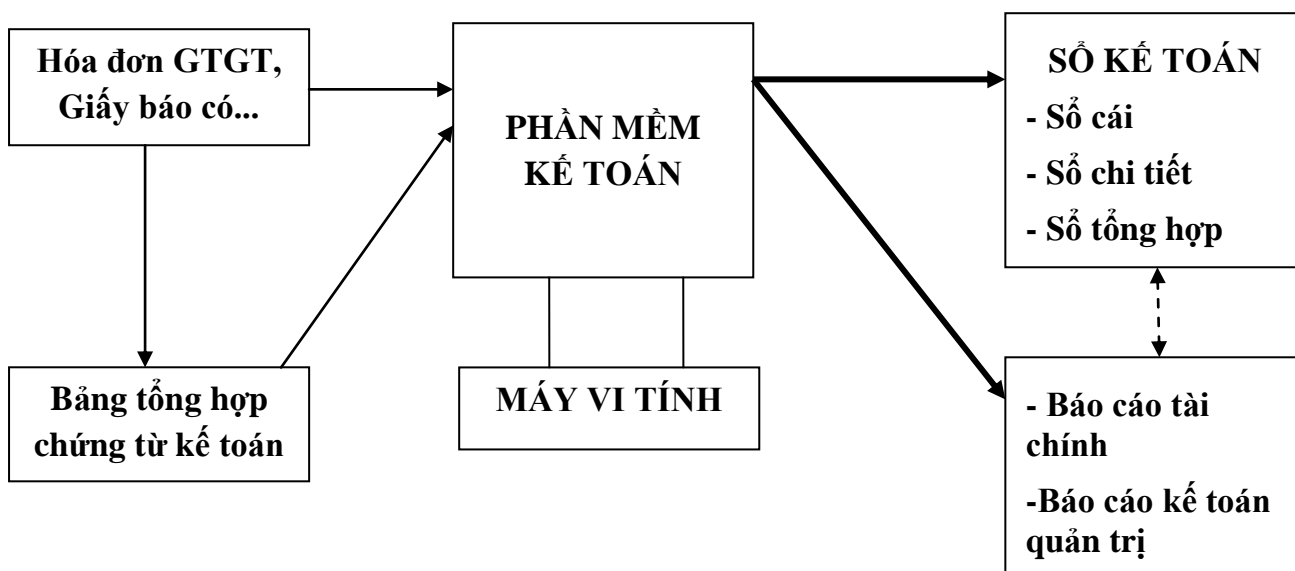 Hóa đơn GTGT,
Giấy báo có...
PHẦN MỀM
KẾ TOÁN
SỔ KẾ TOÁN
- Sổ cái
- Sổ chi tiết
- Sổ tổng hợp
Bảng tổng hợp
chứng từ kế toán
MÁY VI TÍNH
- Báo cáo tài
chính
-Báo cáo kế toán
quản trị